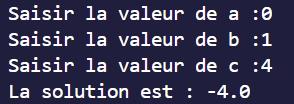 Saisir la valeur de a :0
Saisir la valeur de b :1
Saisir la valeur de c :4
La solution est : -4.0